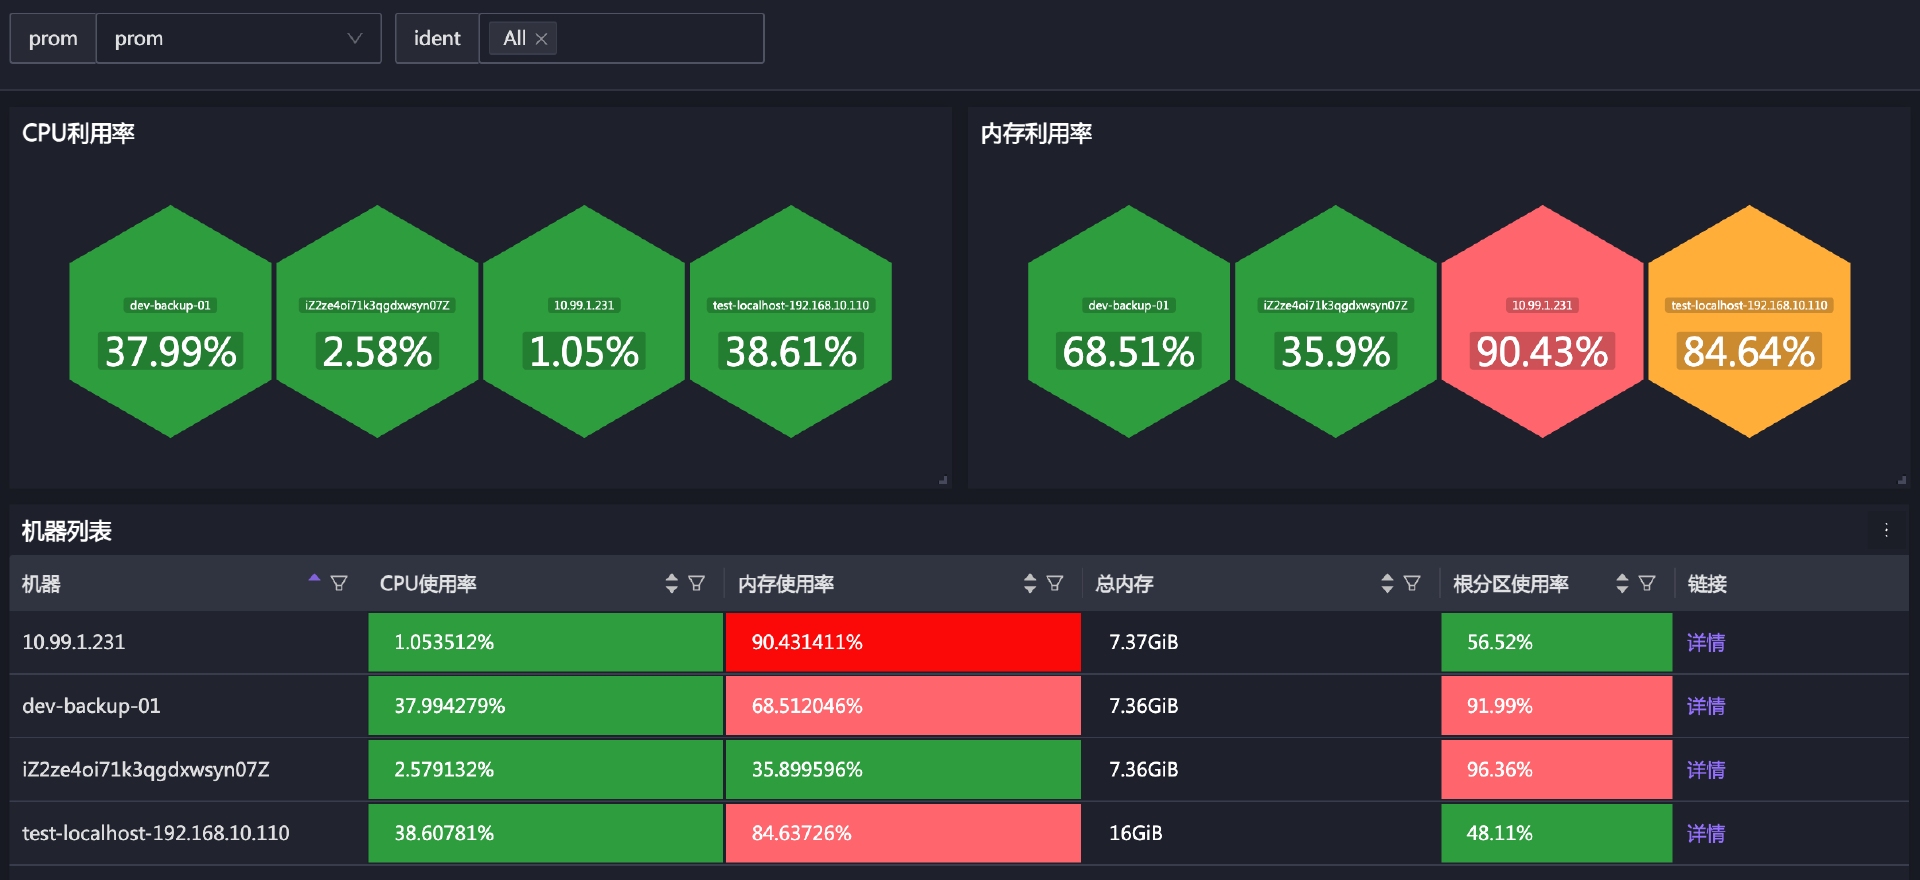 prom prom ident All
CPU利用率
dev-backup-01
37.99%
iZ2ze4oi71k3qgdxwsyn07Z
2.58%
10.99.1.231
1.05%
test-localhost-192.168.10.110
38.61%
内存利用率
dev-backup-01
68.51%
iZ2ze4oi71k3qgdxwsyn07Z
35.9%
10.99.1.231
90.43%
test-localhost-192.168.10.110
84.64%
机器列表
机器 CPU使用率 内存使用率 总内存 根分区使用率 链接
10.99.1.231 1.053512% 90.431411% 7.37GiB 56.52% 详情
dev-backup-01 37.994279% 68.512046% 7.36GiB 91.99% 详情
iZ2ze4oi71k3qgdxwsyn07Z 2.579132% 35.899596% 7.36GiB 96.36% 详情
test-localhost-192.168.10.110 38.60781% 84.63726% 16GiB 48.11% 详情